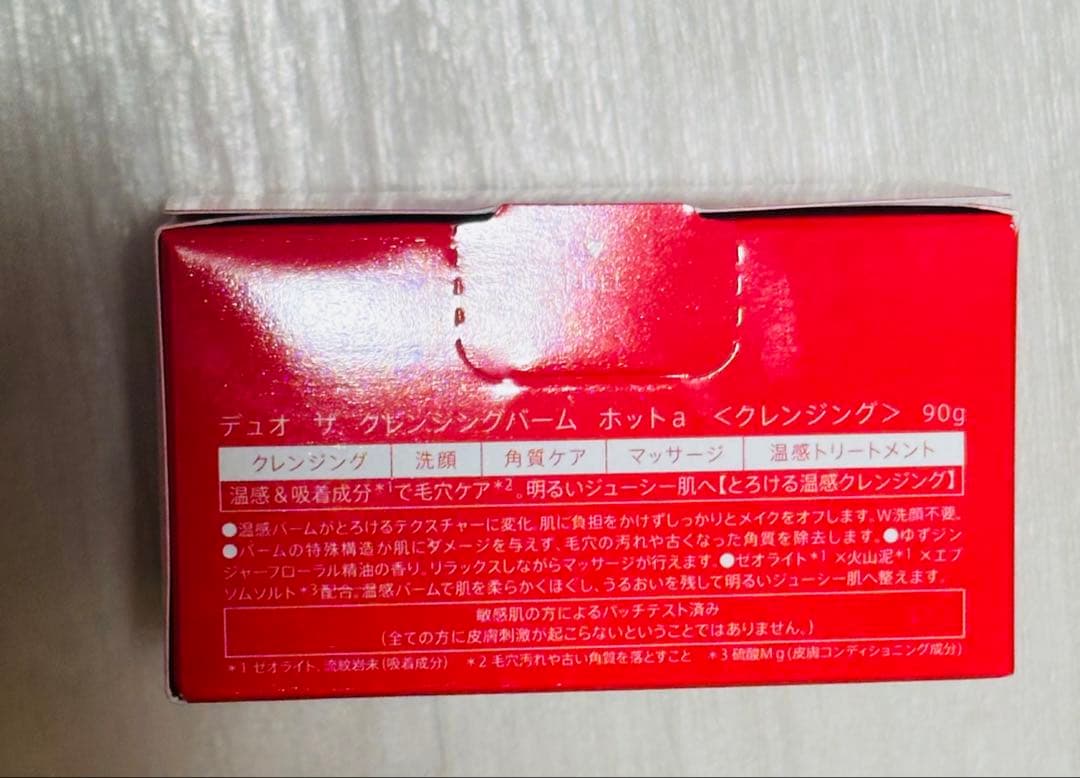 デュオ ザ クレンジングバーム ホットa ＜クレンジング＞ 90g
クレンジング 洗顔 角質ケア マッサージ 温感トリートメント
温感＆吸着成分*1で毛穴ケア*2。明るいジューシー肌へ【とろける温感クレンジング】
●温感バームがとろけるテクスチャーに変化。肌に負担をかけずしっかりとメイクをオフします。W洗顔不要。
●バームの特殊構造が肌にダメージを与えず、毛穴の汚れや古くなった角質を除去します。●ゆずジン
ジャーフローラル精油の香り。リラックスしながらマッサージが行えます。●ゼオライト*1×火山泥*1×エプ
ソムソルト*3配合。温感バームで肌を柔らかくほぐし、うるおいを残して明るいジューシー肌へ整えます。
敏感肌の方によるパッチテスト済み
(全ての方に皮膚刺激が起こらないということではありません。)
*1 ゼオライト、流紋岩末(吸着成分) *2 毛穴汚れや古い角質を落とすこと *3 硫酸Mg(皮膚コンディショニング成分)